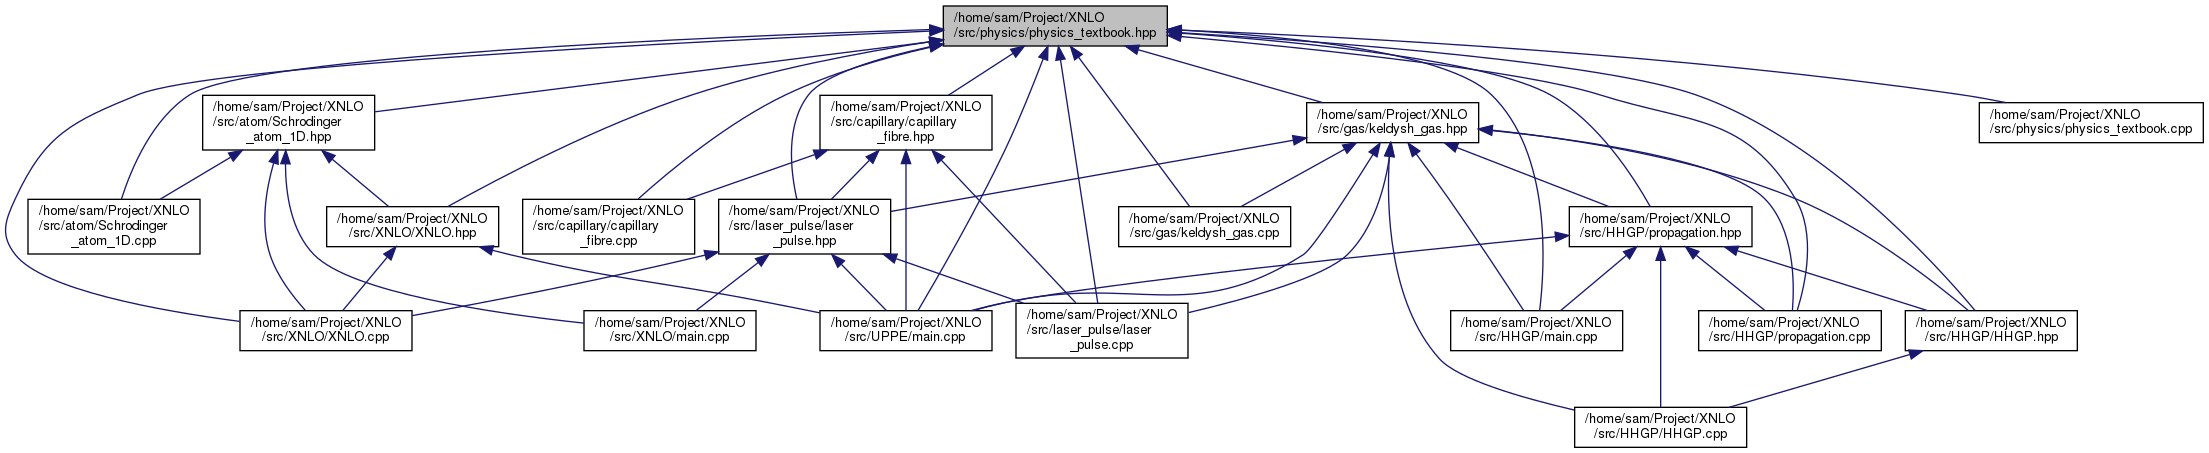 /home/sam/Project/XNLO
/src/physics/physics_textbook.hpp
/home/sam/Project/XNLO
/src/atom/Schrodinger
_atom_1D.hpp
/home/sam/Project/XNLO
/src/capillary/capillary
_fibre.hpp
/home/sam/Project/XNLO
/src/gas/keldysh_gas.hpp
/home/sam/Project/XNLO
/src/physics/physics_textbook.cpp
/home/sam/Project/XNLO
/src/atom/Schrodinger
_atom_1D.cpp
/home/sam/Project/XNLO
/src/XNLO/XNLO.hpp
/home/sam/Project/XNLO
/src/capillary/capillary
_fibre.cpp
/home/sam/Project/XNLO
/src/laser_pulse/laser
_pulse.hpp
/home/sam/Project/XNLO
/src/gas/keldysh_gas.cpp
/home/sam/Project/XNLO
/src/HHGP/propagation.hpp
/home/sam/Project/XNLO
/src/XNLO/XNLO.cpp
/home/sam/Project/XNLO
/src/XNLO/main.cpp
/home/sam/Project/XNLO
/src/UPPE/main.cpp
/home/sam/Project/XNLO
/src/laser_pulse/laser
_pulse.cpp
/home/sam/Project/XNLO
/src/HHGP/main.cpp
/home/sam/Project/XNLO
/src/HHGP/propagation.cpp
/home/sam/Project/XNLO
/src/HHGP/HHGP.hpp
/home/sam/Project/XNLO
/src/HHGP/HHGP.cpp